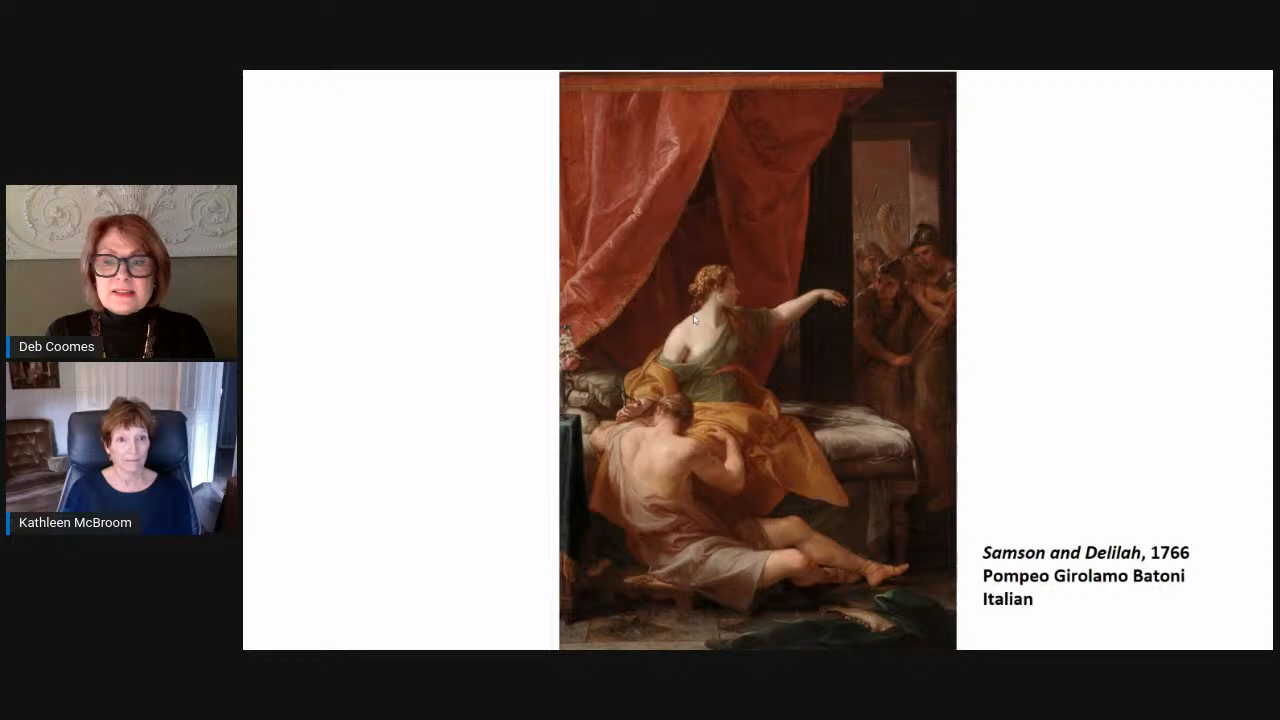 Deb Coomes
Kathleen McBroom
Samson and Delilah, 1766
Pompeo Girolamo Batoni
Italian